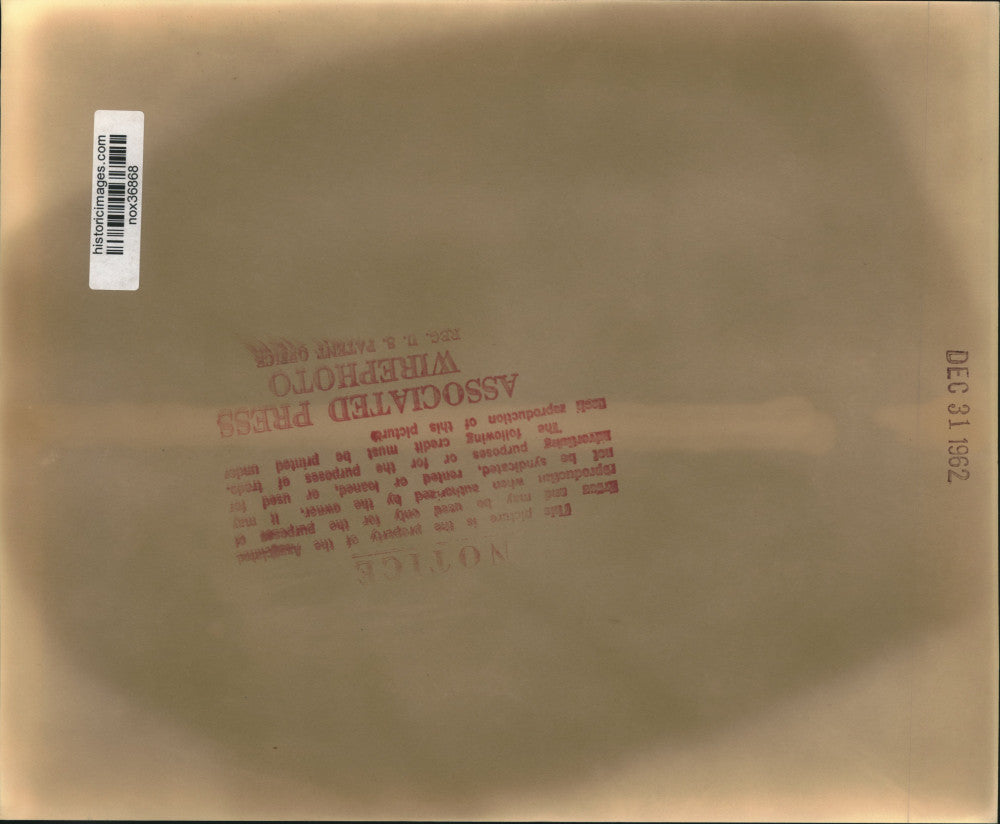 historicimages.com
nox36868
NOTICE
This picture is the property of the Associated
Press and may be used only for the purposes of
reproduction when authorized by the owner. It may
not be syndicated, rented or loaned, or used for
advertising purposes or for the purposes of trade.
The following credit must be printed under
each reproduction of this picture
ASSOCIATED PRESS
WIREPHOTO
REG. U. S. PATENT OFFICE
DEC 31 1962